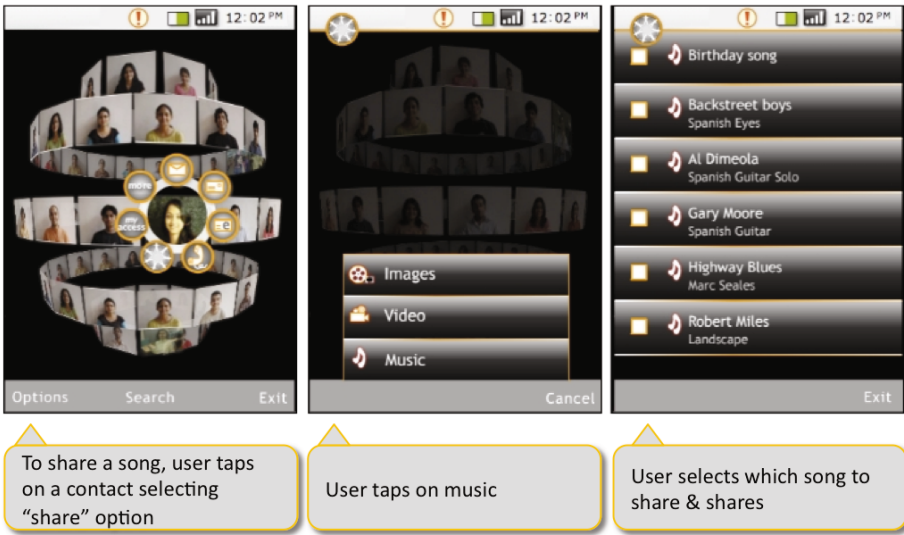 12:02 PM
more
my
access
e
Options Search Exit
12:02 PM
Images
Video
Music
Cancel
12:02 PM
Birthday song
Backstreet boys
Spanish Eyes
Al Dimeola
Spanish Guitar Solo
Gary Moore
Spanish Guitar
Highway Blues
Marc Seales
Robert Miles
Landscape
Exit
To share a song, user taps
on a contact selecting
“share” option
User taps on music
User selects which song to
share & shares